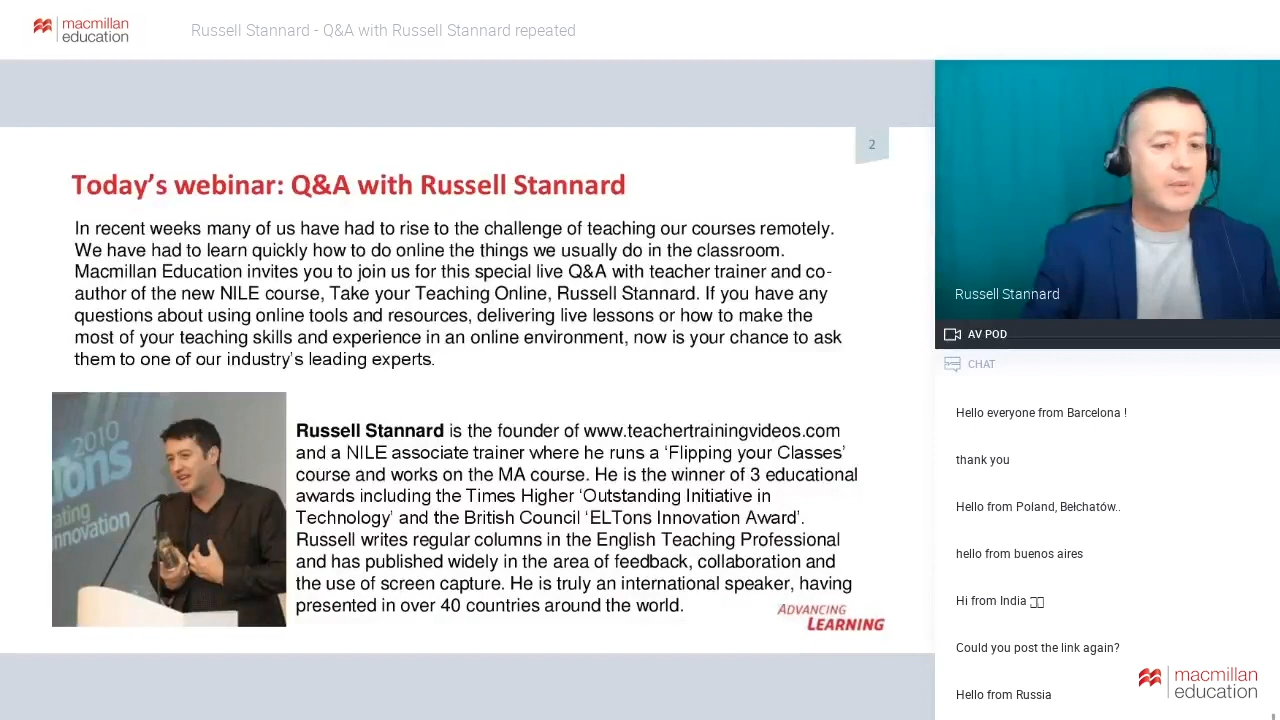 macmillan
education
Russell Stannard - Q&A with Russell Stannard repeated
2
Today's webinar: Q&A with Russell Stannard
In recent weeks many of us have had to rise to the challenge of teaching our courses remotely.
We have had to learn quickly how to do online the things we usually do in the classroom.
Macmillan Education invites you to join us for this special live Q&A with teacher trainer and co-
author of the new NILE course, Take your Teaching Online, Russell Stannard. If you have any
questions about using online tools and resources, delivering live lessons or how to make the
most of your teaching skills and experience in an online environment, now is your chance to ask
them to one of our industry's leading experts.
2010
Tons
ating
innovation
Russell Stannard is the founder of www.teachertrainingvideos.com
and a NILE associate trainer where he runs a 'Flipping your Classes'
course and works on the MA course. He is the winner of 3 educational
awards including the Times Higher 'Outstanding Initiative in
Technology' and the British Council 'ELTons Innovation Award'.
Russell writes regular columns in the English Teaching Professional
and has published widely in the area of feedback, collaboration and
the use of screen capture. He is truly an international speaker, having
presented in over 40 countries around the world.
ADVANCING
LEARNING
Russell Stannard
AV POD
CHAT
Hello everyone from Barcelona !
thank you
Hello from Poland, Bełchatów..
hello from buenos aires
Hi from India
Could you post the link again?
Hello from Russia
macmillan
education